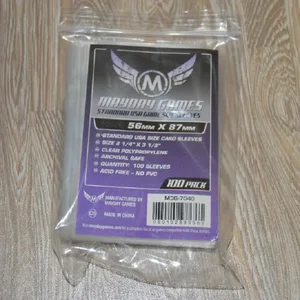 M
MAYDAY GAMES
STANDARD USA GAME SLEEVES
56MM X 87MM
STANDARD USA SIZE CARD SLEEVES
SIZE 2 1/4" X 3 1/2"
CLEAR POLYPROPYLENE
ARCHIVAL SAFE
QUANTITY: 100 SLEEVES
ACID FREE - NO PVC
100 PACK
MANUFACTURED BY
MAYDAY GAMES
MADE IN CHINA
MDG-7040